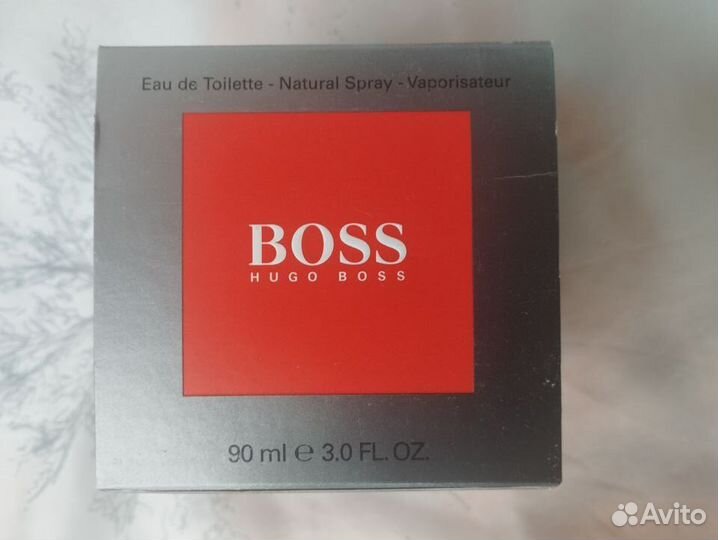 Eau de Toilette - Natural Spray - Vaporisateur
BOSS
HUGO BOSS
90 ml ℮ 3.0 FL. OZ.
Avito